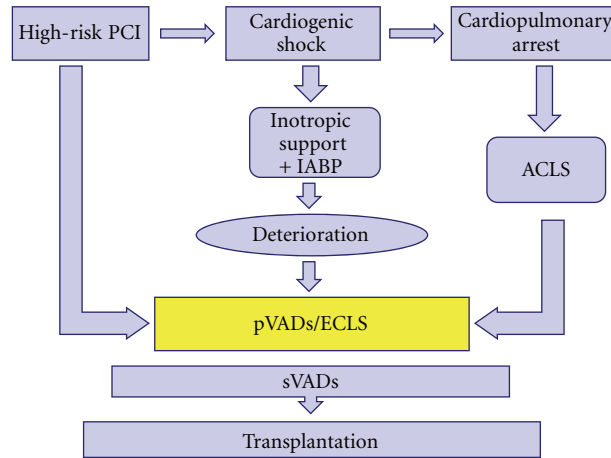 High-risk PCI
Cardiogenic
shock
Cardiopulmonary
arrest
Inotropic
support
+ IABP
ACLS
Deterioration
pVADs/ECLS
sVADs
Transplantation